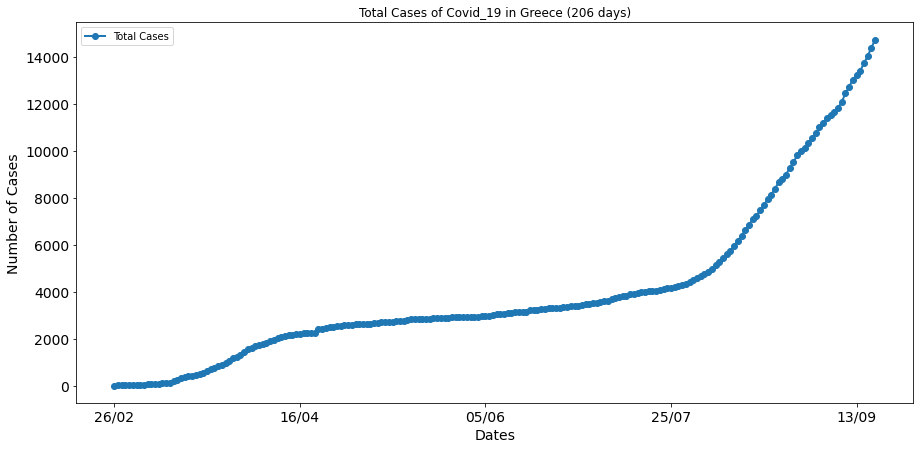 Total Cases of Covid_19 in Greece (206 days)
Total Cases
14000
12000
10000
8000
6000
4000
2000
0
Number of Cases
26/02 16/04 05/06 25/07 13/09
Dates